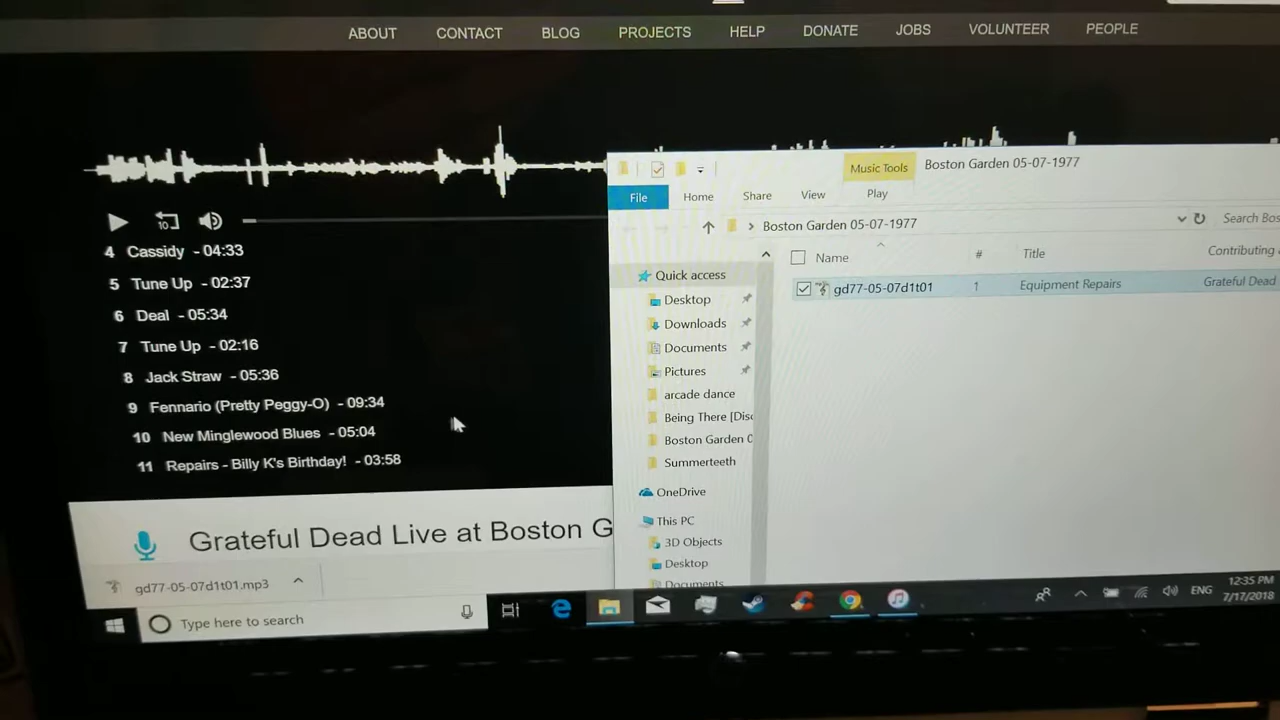 ABOUT CONTACT BLOG PROJECTS HELP DONATE JOBS VOLUNTEER PEOPLE
10
4 Cassidy - 04:33
5 Tune Up - 02:37
6 Deal - 05:34
7 Tune Up - 02:16
8 Jack Straw - 05:36
9 Fennario (Pretty Peggy-O) - 09:34
10 New Minglewood Blues - 05:04
11 Repairs - Billy K's Birthday! - 03:58
Grateful Dead Live at Boston G
gd77-05-07d1t01.mp3
Music Tools Boston Garden 05-07-1977
File Home Share View Play
Boston Garden 05-07-1977 Search Bos
Name # Title Contributing
gd77-05-07d1t01 1 Equipment Repairs Grateful Dead
Quick access
Desktop
Downloads
Documents
Pictures
arcade dance
Being There [Disc
Boston Garden 0
Summerteeth
OneDrive
This PC
3D Objects
Desktop
Documents
Type here to search
ENG 12:35 PM
7/17/2018